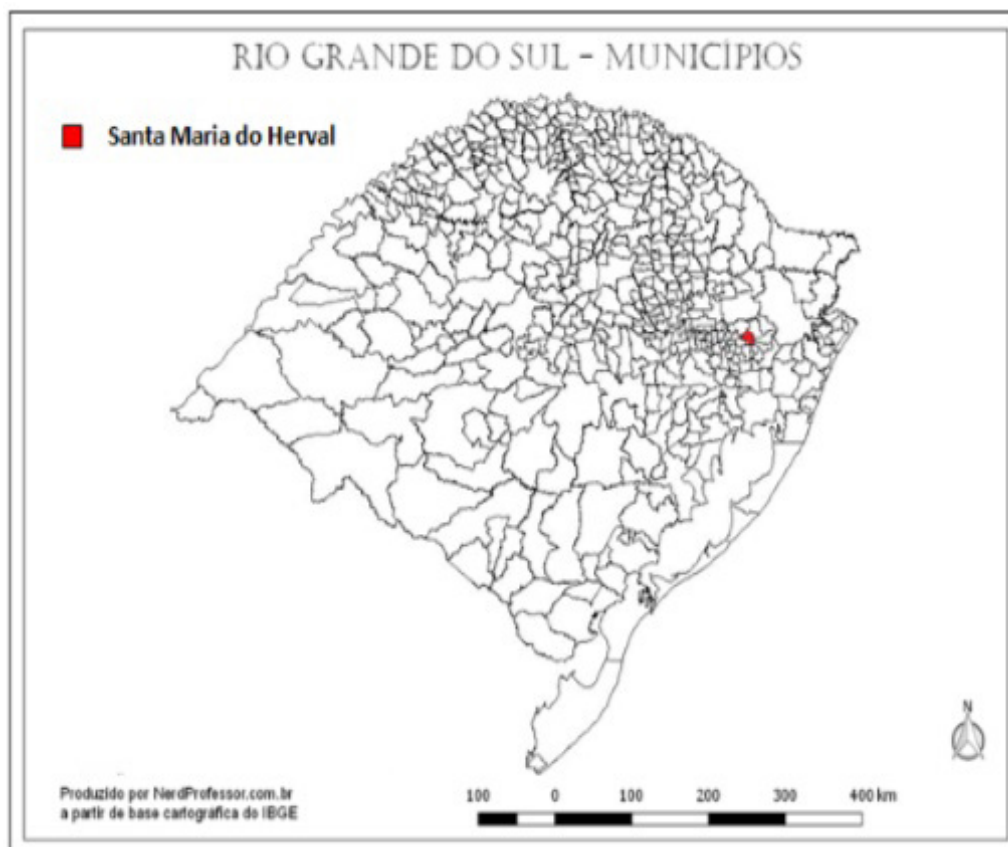 RIO GRANDE DO SUL - MUNICÍPIOS
Santa Maria do Herval
N
Produzido por NerdProfessor.com.br
a partir de base cartográfica do IBGE
100 0 100 200 300 400 km